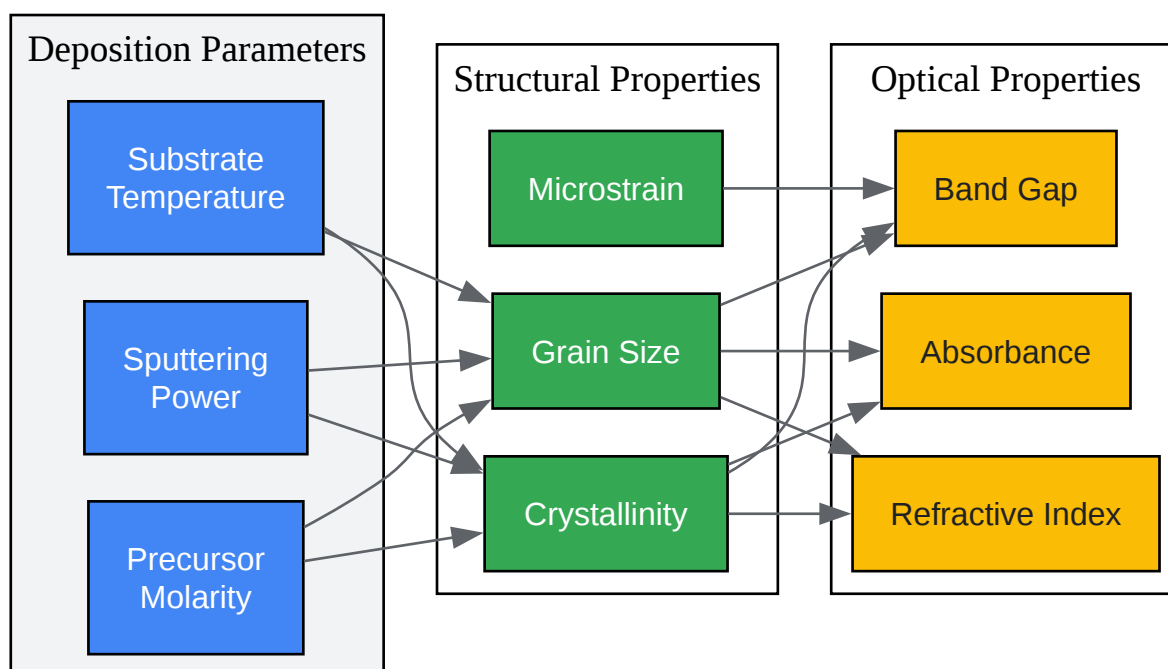 Deposition Parameters
Substrate
Temperature
Sputtering
Power
Precursor
Molarity
Structural Properties
Microstrain
Grain Size
Crystallinity
Optical Properties
Band Gap
Absorbance
Refractive Index